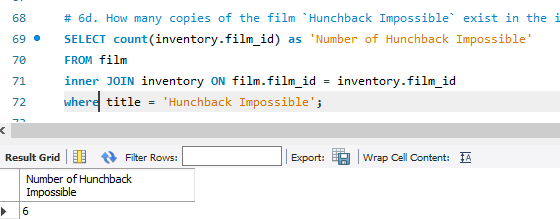 68 # 6d. How many copies of the film `Hunchback Impossible` exist in the i
69 SELECT count(inventory.film_id) as 'Number of Hunchback Impossible'
70 FROM film
71 inner JOIN inventory ON film.film_id = inventory.film_id
72 where title = 'Hunchback Impossible';
Result Grid Filter Rows: Export: Wrap Cell Content: IA
Number of Hunchback
Impossible
6